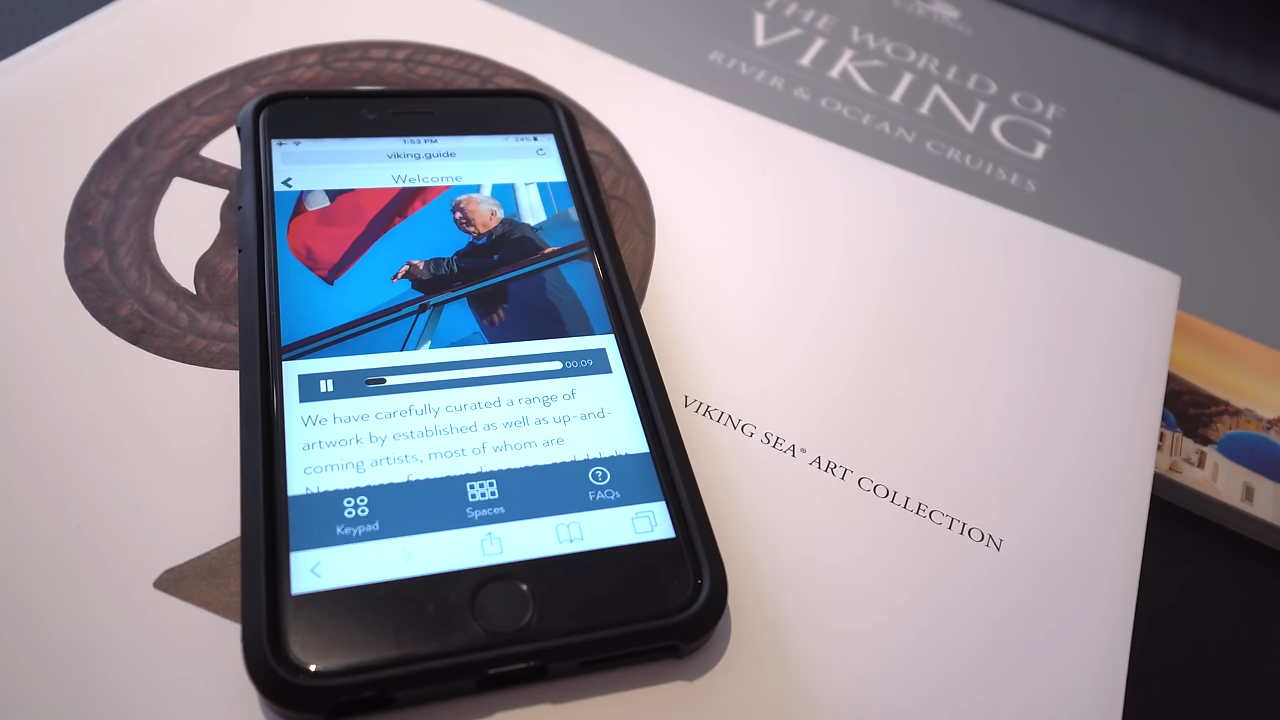 VIKING
THE WORLD OF
VIKING
RIVER & OCEAN CRUISES
1:53 PM
24%
viking.guide
Welcome
00:09
We have carefully curated a range of
artwork by established as well as up-and-
coming artists, most of whom are
Keypad
Spaces
FAQs
VIKING SEA® ART COLLECTION